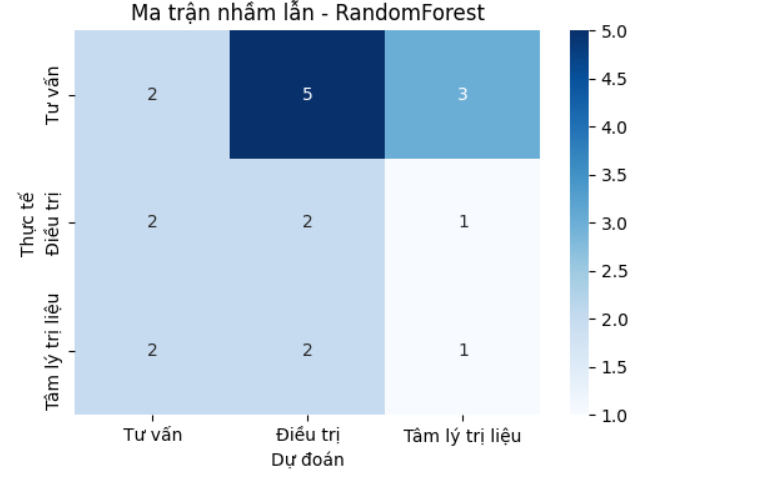 Ma trận nhầm lẫn - RandomForest
Thực tế
Tư vấn
2
5
3
Điều trị
2
2
1
Tâm lý trị liệu
2
2
1
Tư vấn
Điều trị
Tâm lý trị liệu
Dự đoán
5.0
4.5
4.0
3.5
3.0
2.5
2.0
1.5
1.0